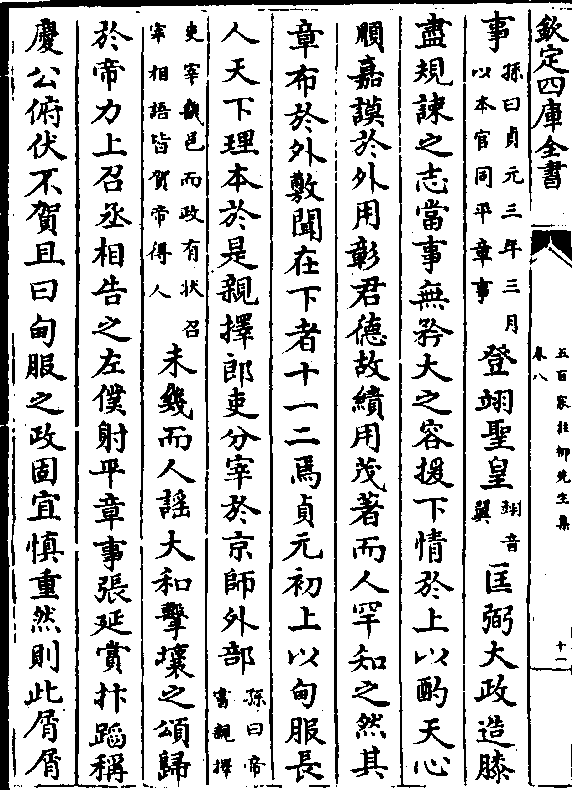 欽定四庫全書
五百家註柳先生集
卷八
十一
事孫曰貞元三年三月以本官同平章事登翊聖皇翊音翼匡弼大政造膝
盡規諫之志當事無矜大之容援下情於上以酌天心
順嘉謨於外用彰君德故績用茂著而人罕知之然其
章布於外敷聞在下者十一二焉貞元初上以甸服長
人天下理本於是親擇郎吏分宰於京師外部孫曰帝嘗親擇
吏宰畿邑而政有狀召宰相語皆賀帝得人未幾而人謡大和擊壤之頌歸
於帝力上召丞相告之左僕射平章事張延賞抃蹈稱
慶公俯伏不賀且曰甸服之政固宜慎重然則此屑屑